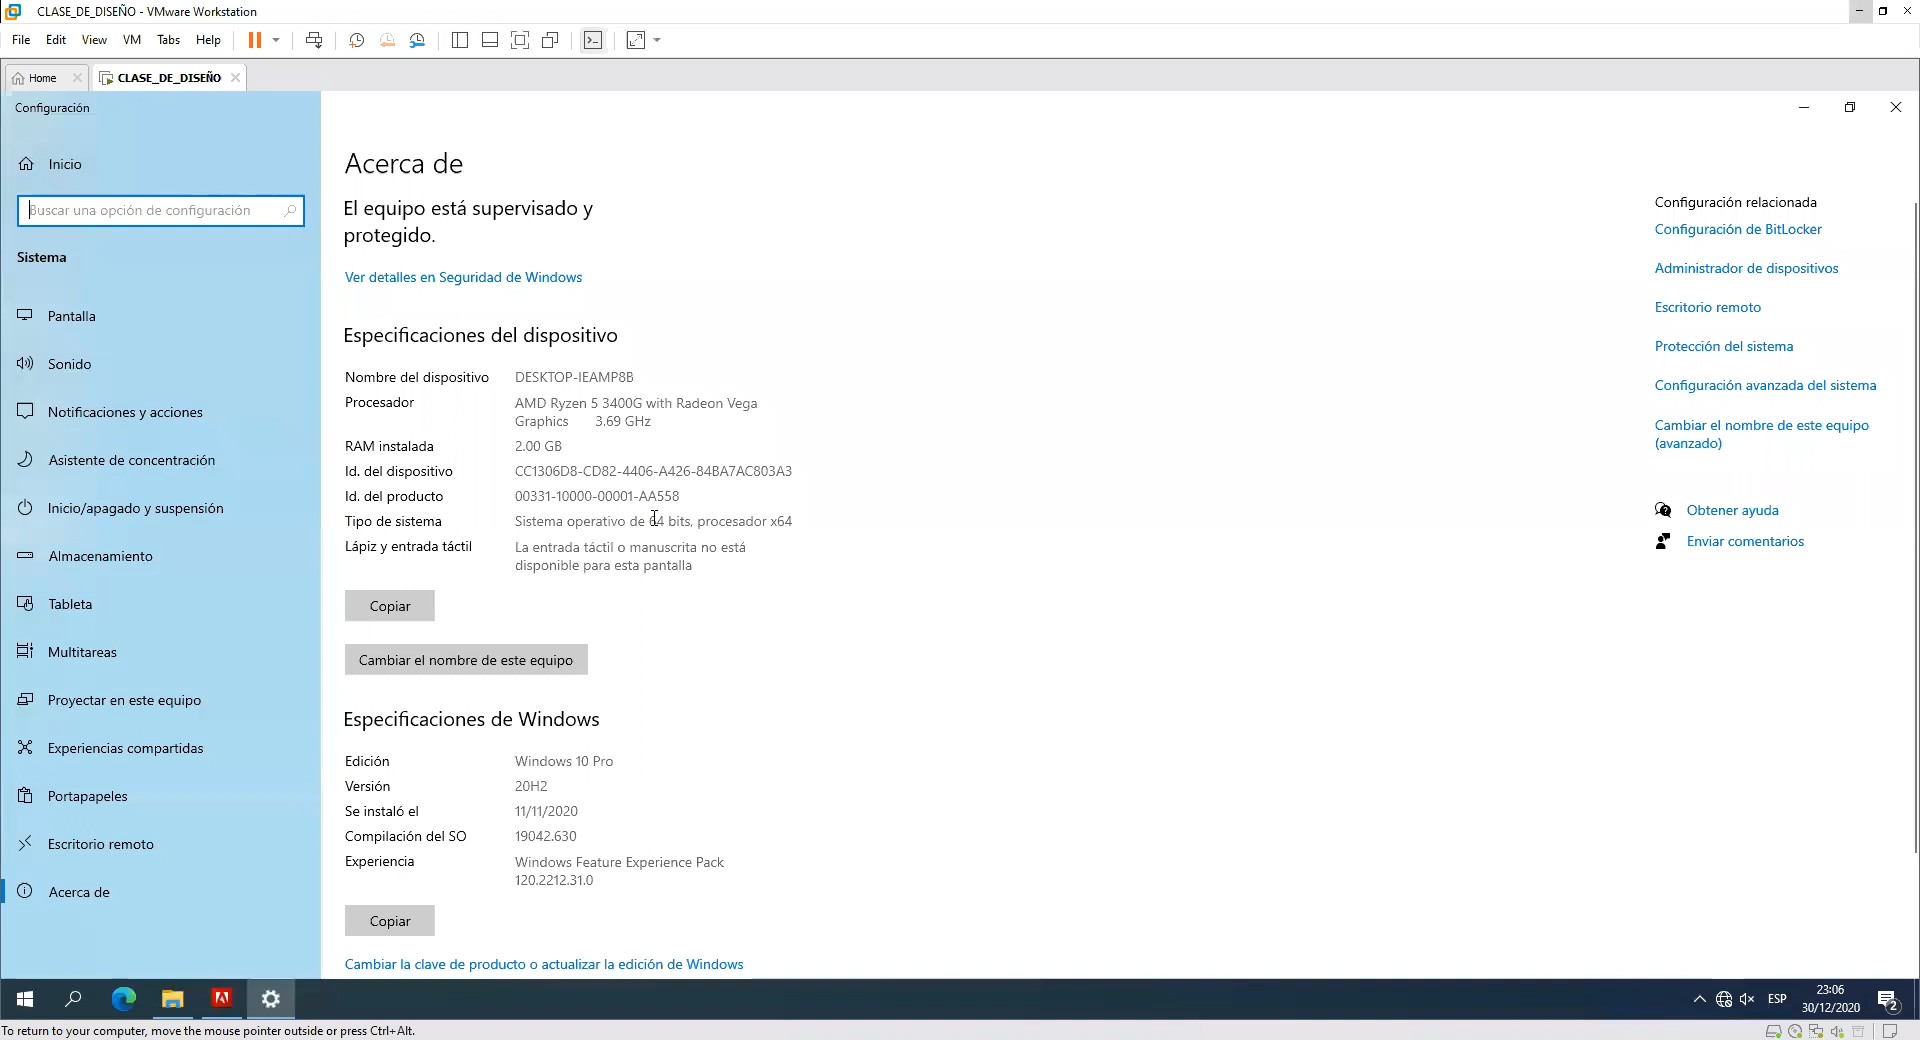 CLASE_DE_DISEÑO - VMware Workstation
File Edit View VM Tabs Help
Home
CLASE_DE_DISEÑO
Configuración
Inicio
Buscar una opción de configuración
Sistema
Pantalla
Sonido
Notificaciones y acciones
Asistente de concentración
Inicio/apagado y suspensión
Almacenamiento
Tableta
Multitareas
Proyectar en este equipo
Experiencias compartidas
Portapapeles
Escritorio remoto
Acerca de
Acerca de
El equipo está supervisado y
protegido.
Ver detalles en Seguridad de Windows
Especificaciones del dispositivo
Nombre del dispositivo DESKTOP-IEAMP8B
Procesador AMD Ryzen 5 3400G with Radeon Vega
Graphics 3.69 GHz
RAM instalada 2.00 GB
Id. del dispositivo CC1306D8-CD82-4406-A426-84BA7AC803A3
Id. del producto 00331-10000-00001-AA558
Tipo de sistema Sistema operativo de 64 bits, procesador x64
Lápiz y entrada táctil La entrada táctil o manuscrita no está
disponible para esta pantalla
Copiar
Cambiar el nombre de este equipo
Especificaciones de Windows
Edición Windows 10 Pro
Versión 20H2
Se instaló el 11/11/2020
Compilación del SO 19042.630
Experiencia Windows Feature Experience Pack
120.2212.31.0
Copiar
Cambiar la clave de producto o actualizar la edición de Windows
Configuración relacionada
Configuración de BitLocker
Administrador de dispositivos
Escritorio remoto
Protección del sistema
Configuración avanzada del sistema
Cambiar el nombre de este equipo
(avanzado)
Obtener ayuda
Enviar comentarios
ESP
23:06
30/12/2020
2
To return to your computer, move the mouse pointer outside or press Ctrl+Alt.